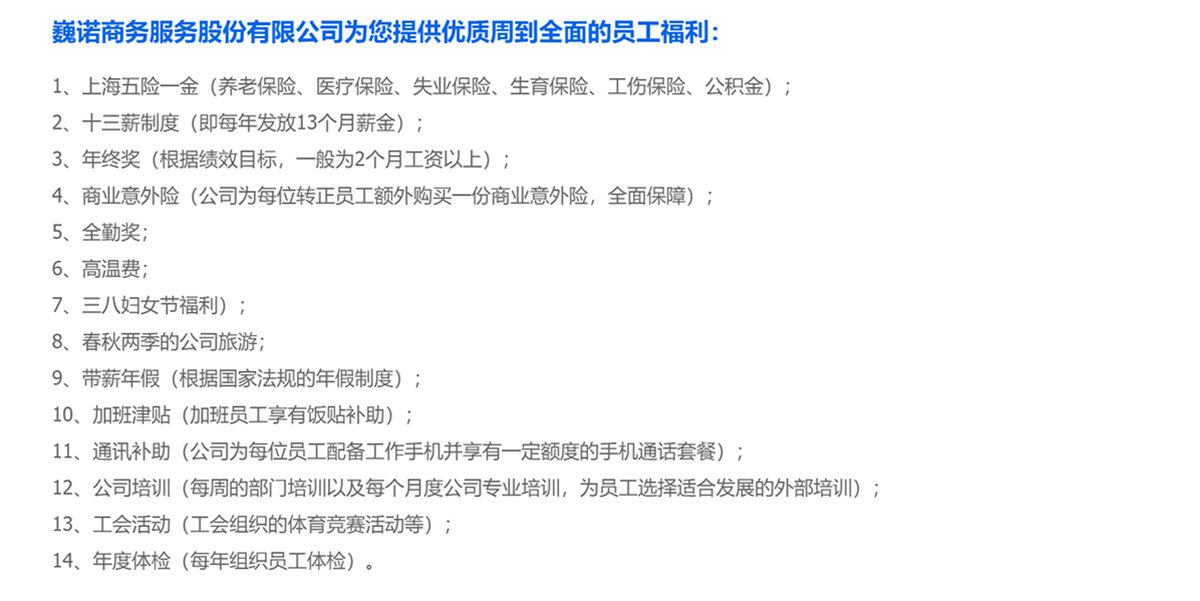 巍诺商务服务股份有限公司为您提供优质周到全面的员工福利：
1、上海五险一金（养老保险、医疗保险、失业保险、生育保险、工伤保险、公积金）；
2、十三薪制度（即每年发放13个月薪金）；
3、年终奖（根据绩效目标，一般为2个月工资以上）；
4、商业意外险（公司为每位转正员工额外购买一份商业意外险，全面保障）；
5、全勤奖；
6、高温费；
7、三八妇女节福利）；
8、春秋两季的公司旅游；
9、带薪年假（根据国家法规的年假制度）；
10、加班津贴（加班员工享有饭贴补助）；
11、通讯补助（公司为每位员工配备工作手机并享有一定额度的手机通话套餐）；
12、公司培训（每周的部门培训以及每个月度公司专业培训，为员工选择适合发展的外部培训）；
13、工会活动（工会组织的体育竞赛活动等）；
14、年度体检（每年组织员工体检）。